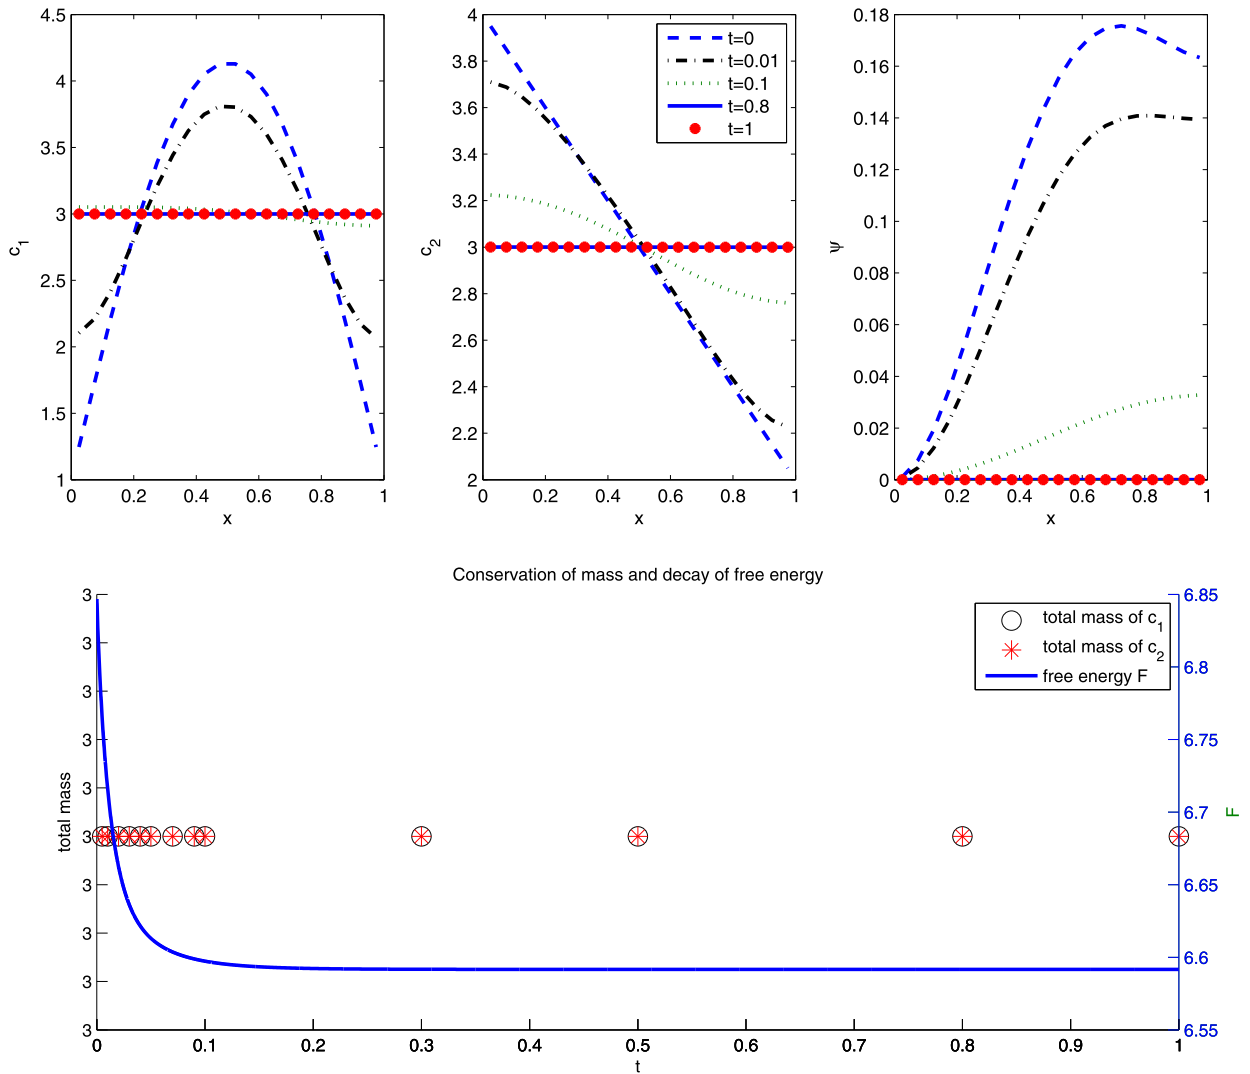 4.5
4
3.5
3
2.5
2
1.5
1
c1
0 0.2 0.4 0.6 0.8 1
x
4
3.8
3.6
3.4
3.2
3
2.8
2.6
2.4
2.2
2
c2
t=0
t=0.01
t=0.1
t=0.8
t=1
0 0.2 0.4 0.6 0.8 1
x
0.18
0.16
0.14
0.12
0.1
0.08
0.06
0.04
0.02
0
ψ
0 0.2 0.4 0.6 0.8 1
x
Conservation of mass and decay of free energy
3
3
3
3
3
3
3
3
3
3
total mass
total mass of c1
total mass of c2
free energy F
6.85
6.8
6.75
6.7
6.65
6.6
6.55
F
0 0.1 0.2 0.3 0.4 0.5 0.6 0.7 0.8 0.9 1
t